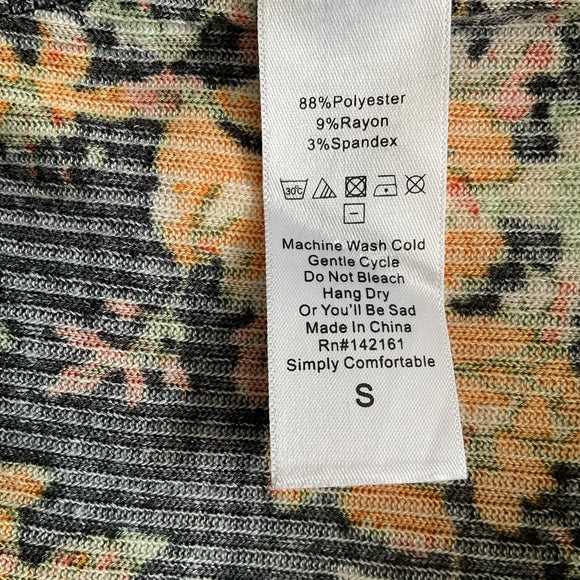 88%Polyester
9%Rayon
3%Spandex
30℃
Machine Wash Cold
Gentle Cycle
Do Not Bleach
Hang Dry
Or You'll Be Sad
Made In China
Rn#142161
Simply Comfortable
S